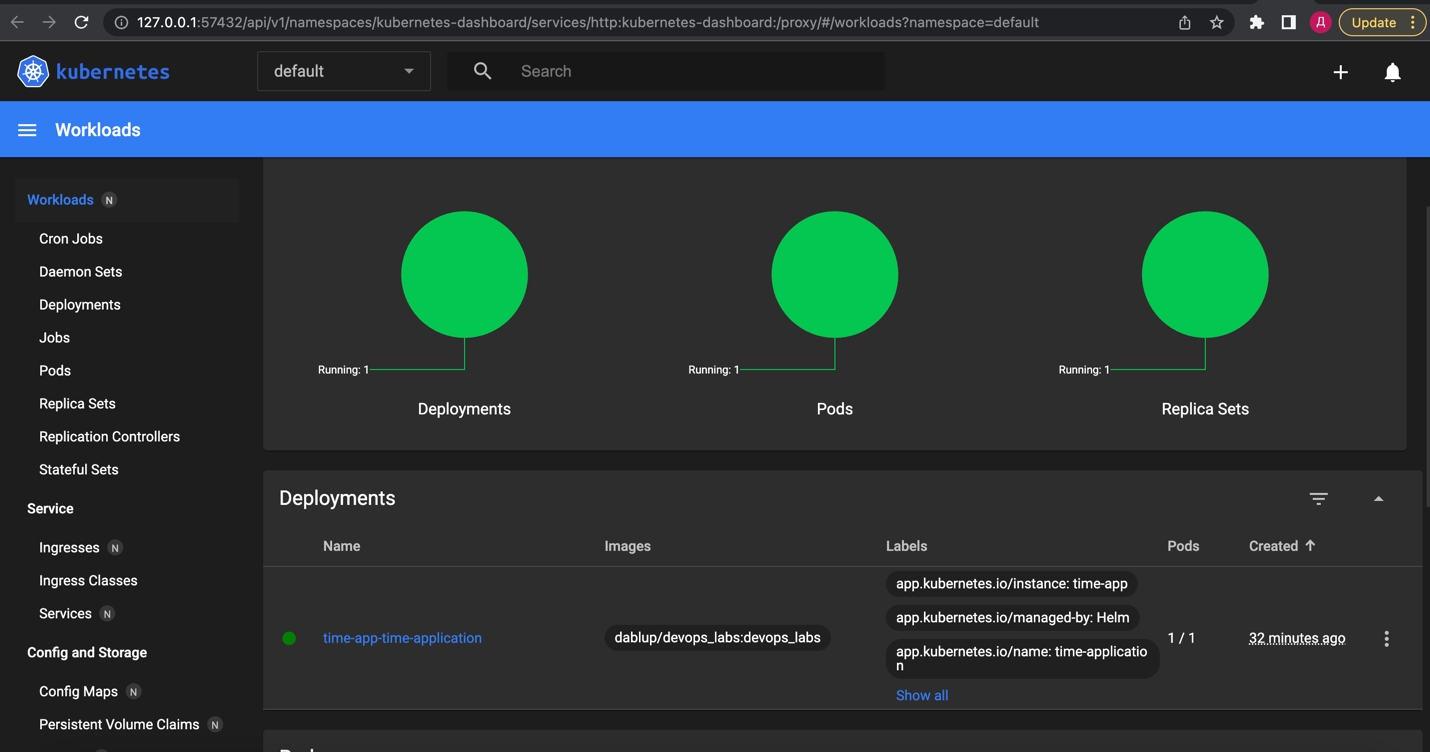 127.0.0.1:57432/api/v1/namespaces/kubernetes-dashboard/services/http:kubernetes-dashboard:/proxy/#/workloads?namespace=default
Д
Update
kubernetes
default
Search
Workloads
Workloads N
Cron Jobs
Daemon Sets
Deployments
Jobs
Pods
Replica Sets
Replication Controllers
Stateful Sets
Service
Ingresses N
Ingress Classes
Services N
Config and Storage
Config Maps N
Persistent Volume Claims N
Running: 1
Deployments
Running: 1
Pods
Running: 1
Replica Sets
Deployments
Name Images Labels Pods Created
time-app-time-application
dablup/devops_labs:devops_labs
app.kubernetes.io/instance: time-app
app.kubernetes.io/managed-by: Helm
app.kubernetes.io/name: time-applicatio
n
Show all
1 / 1
32 minutes ago